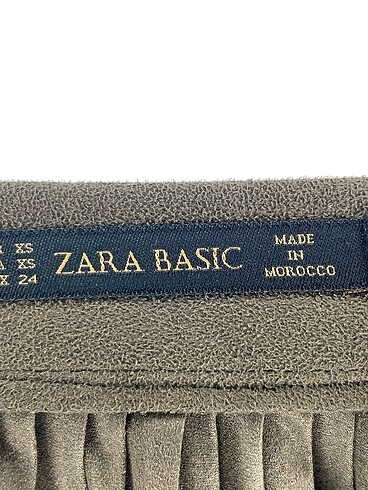 XS
XS
X 24
ZARA BASIC
MADE
IN
MOROCCO